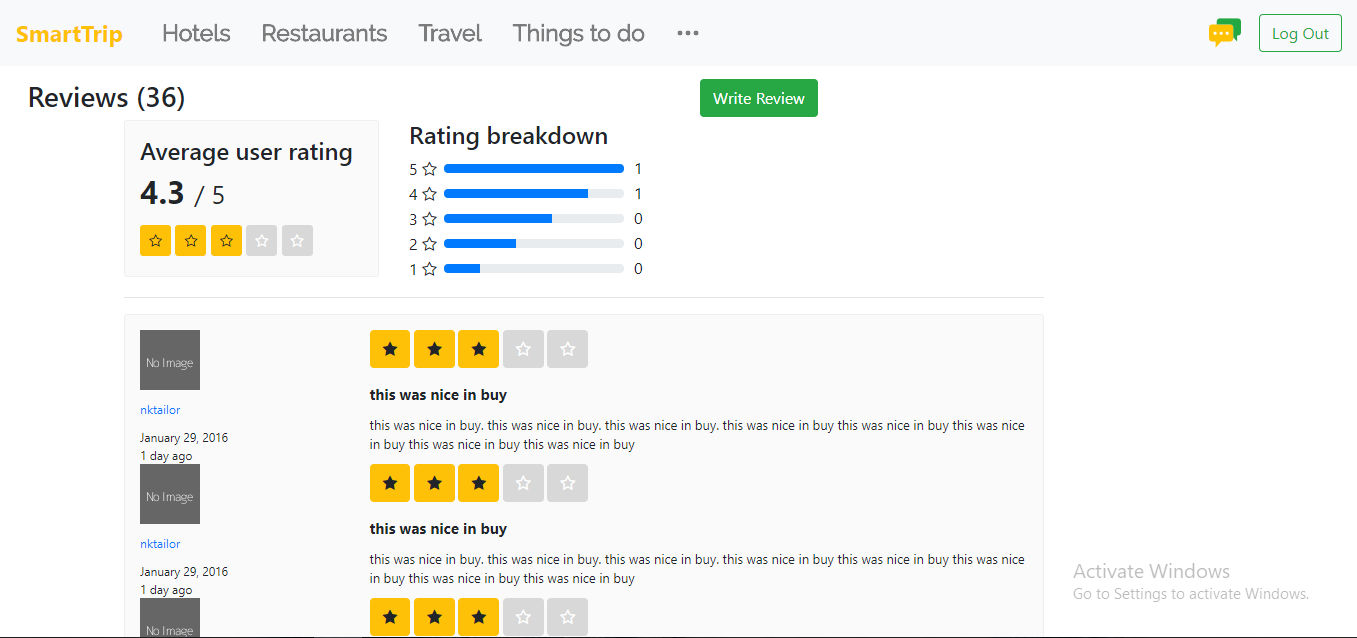 SmartTrip Hotels Restaurants Travel Things to do ••• Log Out
Reviews (36) Write Review
Average user rating
4.3 / 5
Rating breakdown
5 1
4 1
3 0
2 0
1 0
No Image
nktailor
January 29, 2016
1 day ago
this was nice in buy
this was nice in buy. this was nice in buy. this was nice in buy. this was nice in buy this was nice in buy this was nice
in buy this was nice in buy this was nice in buy
No Image
nktailor
January 29, 2016
1 day ago
this was nice in buy
this was nice in buy. this was nice in buy. this was nice in buy. this was nice in buy this was nice in buy this was nice
in buy this was nice in buy this was nice in buy
No Image
Activate Windows
Go to Settings to activate Windows.